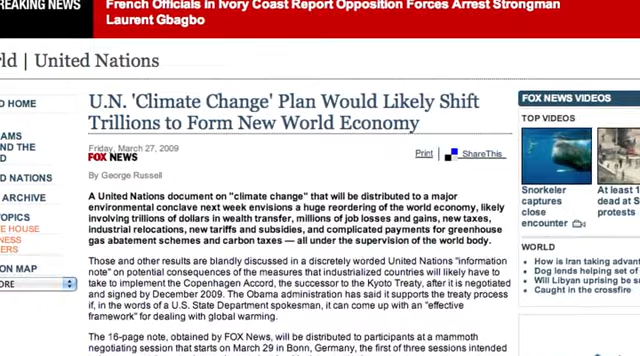 EAKING NEWS
French Officials in Ivory Coast Report Opposition Forces Arrest Strongman
Laurent Gbagbo
ld | United Nations
D HOME
AMS
ND THE
D
D NATIONS
ARCHIVE
OPICS
E HOUSE
NESS
ERS
ON MAP
ORE
U.N. 'Climate Change' Plan Would Likely Shift
Trillions to Form New World Economy
Friday, March 27, 2009
FOX NEWS
Print
ShareThis
By George Russell
A United Nations document on "climate change" that will be distributed to a major
environmental conclave next week envisions a huge reordering of the world economy, likely
involving trillions of dollars in wealth transfer, millions of job losses and gains, new taxes,
industrial relocations, new tariffs and subsidies, and complicated payments for greenhouse
gas abatement schemes and carbon taxes — all under the supervision of the world body.
Those and other results are blandly discussed in a discretely worded United Nations "information
note" on potential consequences of the measures that industrialized countries will likely have to
take to implement the Copenhagen Accord, the successor to the Kyoto Treaty, after it is negotiated
and signed by December 2009. The Obama administration has said it supports the treaty process
if, in the words of a U.S. State Department spokesman, it can come up with an "effective
framework" for dealing with global warming.
The 16-page note, obtained by FOX News, will be distributed to participants at a mammoth
negotiating session that starts on March 29 in Bonn, Germany, the first of three sessions intended
FOX NEWS VIDEOS
TOP VIDEOS
Snorkeler
captures
close
encounter
At least 1
dead at S
protests
WORLD
How is Iran taking advant
Dog lends helping set of
Will Libyan uprising be su
Caught in the crossfire